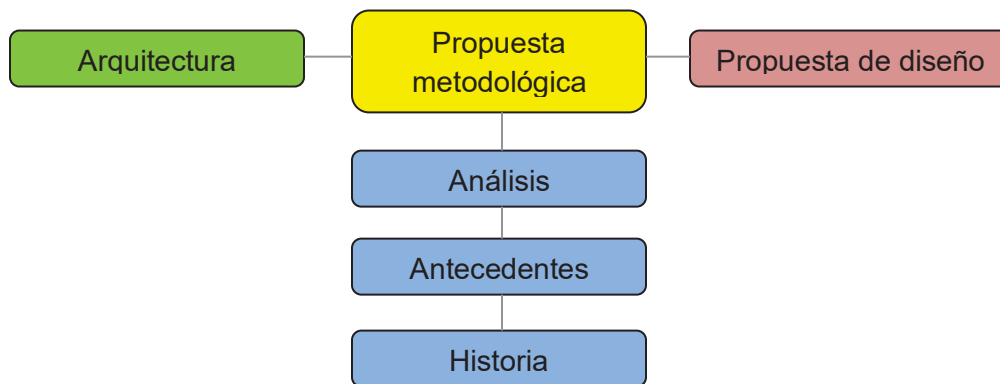 Arquitectura
Propuesta
metodológica
Propuesta de diseño
Análisis
Antecedentes
Historia